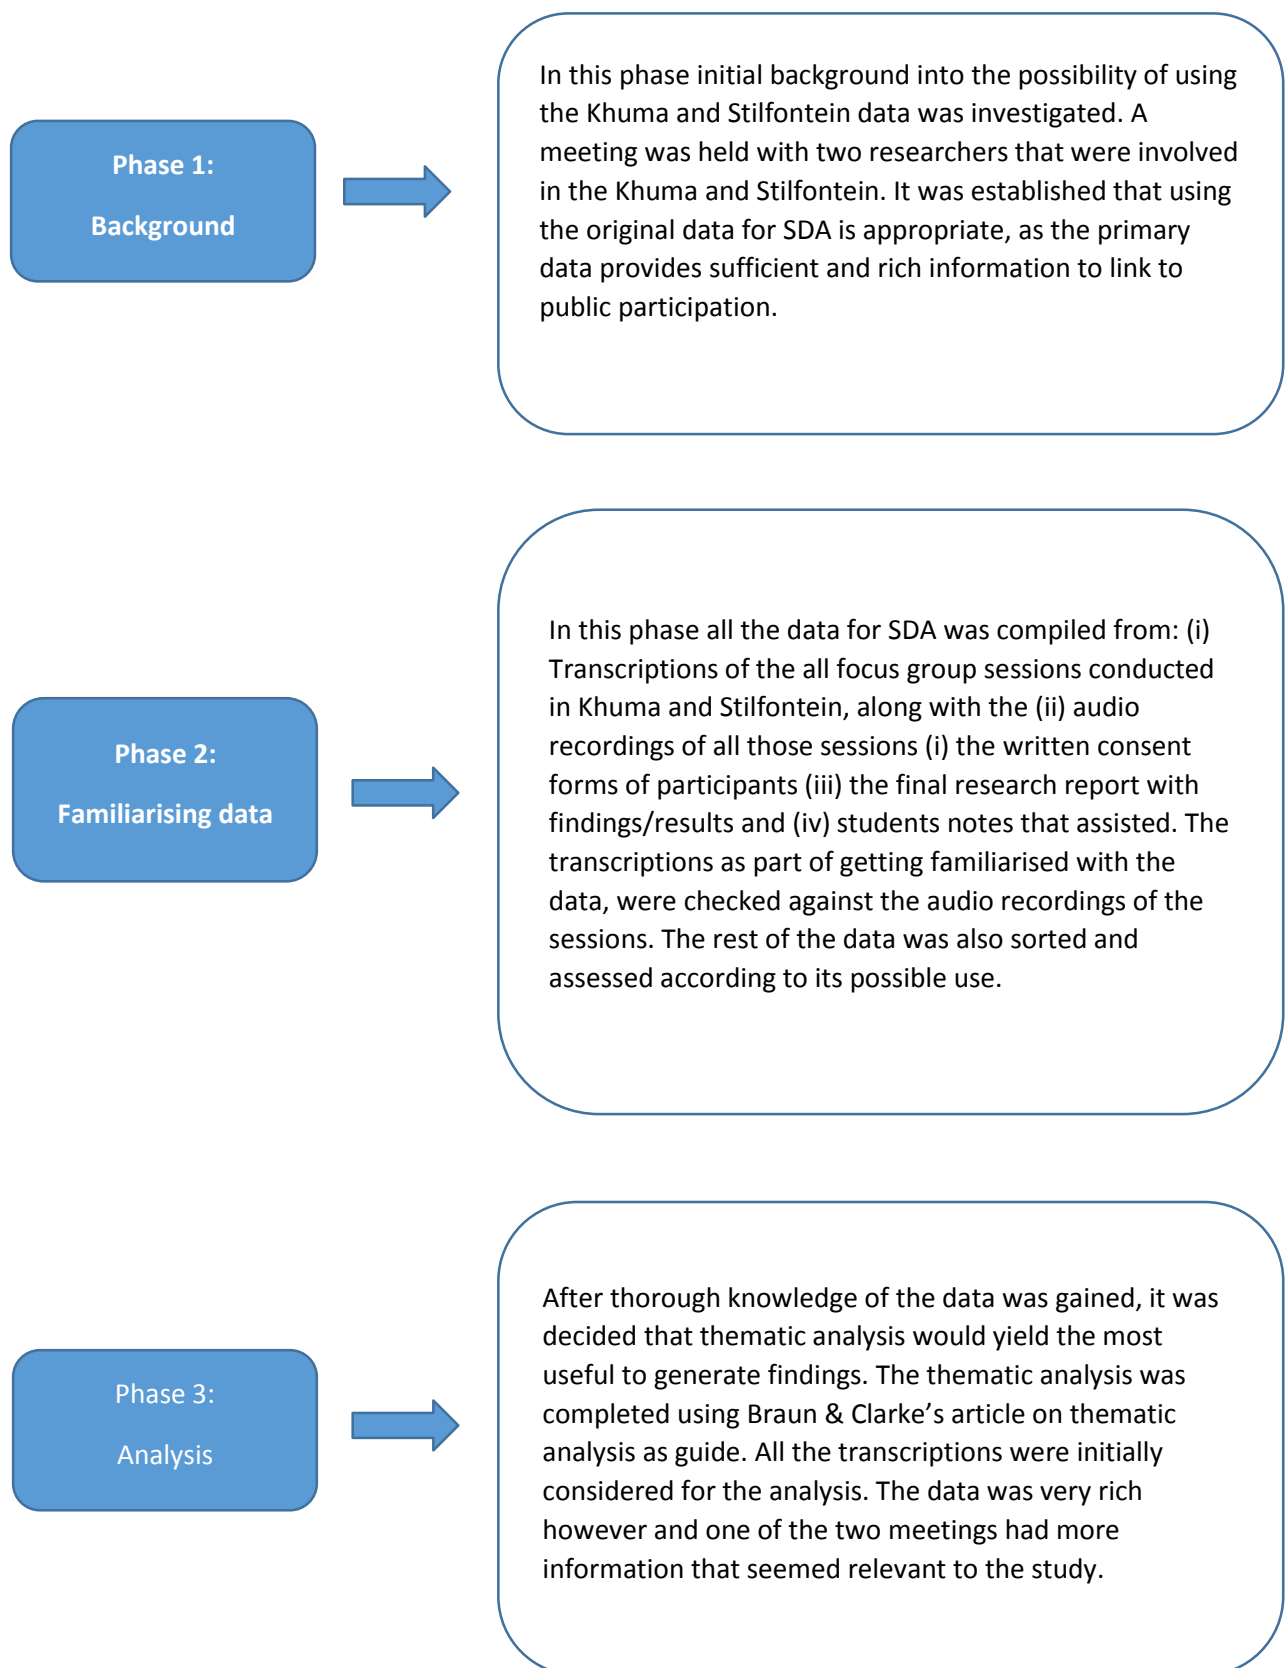 Phase 1:
Background
In this phase initial background into the possibility of using
the Khuma and Stilfontein data was investigated. A
meeting was held with two researchers that were involved
in the Khuma and Stilfontein. It was established that using
the original data for SDA is appropriate, as the primary
data provides sufficient and rich information to link to
public participation.
Phase 2:
Familiarising data
In this phase all the data for SDA was compiled from: (i)
Transcriptions of the all focus group sessions conducted
in Khuma and Stilfontein, along with the (ii) audio
recordings of all those sessions (i) the written consent
forms of participants (iii) the final research report with
findings/results and (iv) students notes that assisted. The
transcriptions as part of getting familiarised with the
data, were checked against the audio recordings of the
sessions. The rest of the data was also sorted and
assessed according to its possible use.
Phase 3:
Analysis
After thorough knowledge of the data was gained, it was
decided that thematic analysis would yield the most
useful to generate findings. The thematic analysis was
completed using Braun & Clarke’s article on thematic
analysis as guide. All the transcriptions were initially
considered for the analysis. The data was very rich
however and one of the two meetings had more
information that seemed relevant to the study.